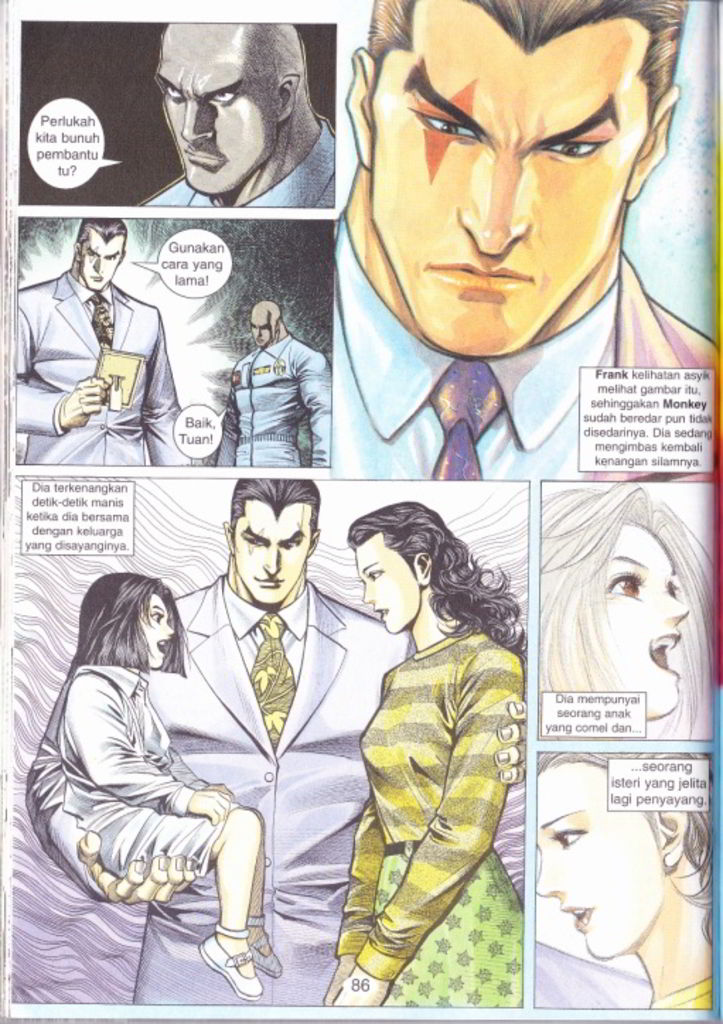 Perlukah
kita bunuh
pembantu
tu?
Gunakan
cara yang
lama!
Baik,
Tuan!
Frank kelihatan asyik
melihat gambar itu,
sehinggakan Monkey
sudah beredar pun tidak
disedarinya. Dia sedang
mengimbas kembali
kenangan silamnya.
Dia terkenangkan
detik-detik manis
ketika dia bersama
dengan keluarga
yang disayanginya.
Dia mempunyai
seorang anak
yang comel dan...
...seorang
isteri yang jelita
lagi penyayang.
86